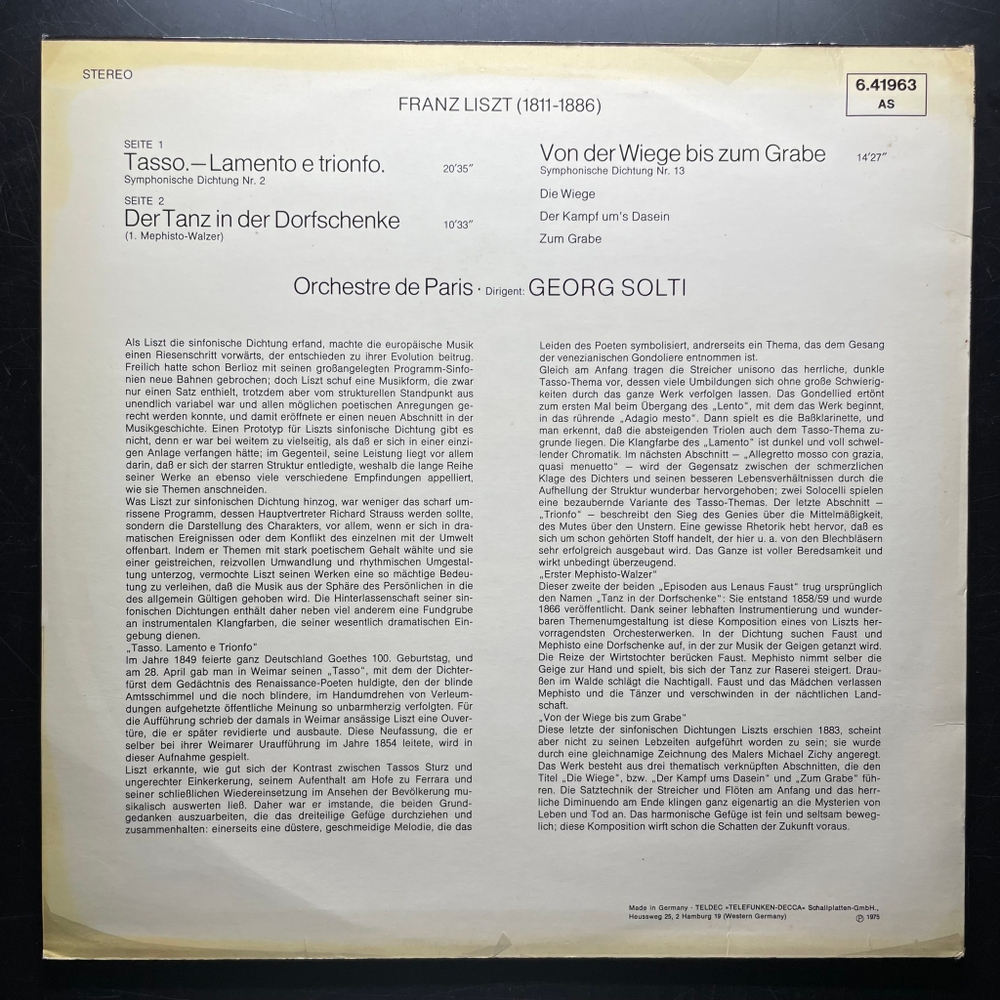 STEREO
6.41963
AS
FRANZ LISZT (1811-1886)
SEITE 1
Tasso.—Lamento e trionfo. 20'35"
Symphonische Dichtung Nr. 2
SEITE 2
Der Tanz in der Dorfschenke 10'33"
(1. Mephisto-Walzer)
Von der Wiege bis zum Grabe 14'27"
Symphonische Dichtung Nr. 13
Die Wiege
Der Kampf um's Dasein
Zum Grabe
Orchestre de Paris · Dirigent: GEORG SOLTI
Als Liszt die sinfonische Dichtung erfand, machte die europäische Musik
einen Riesenschritt vorwärts, der entschieden zu ihrer Evolution beitrug.
Freilich hatte schon Berlioz mit seinen großangelegten Programm-Sinfo-
nien neue Bahnen gebrochen; doch Liszt schuf eine Musikform, die zwar
nur einen Satz enthielt, trotzdem aber vom strukturellen Standpunkt aus
unendlich variabel war und allen möglichen poetischen Anregungen ge-
recht werden konnte, und damit eröffnete er einen neuen Abschnitt in der
Musikgeschichte. Einen Prototyp für Liszts sinfonische Dichtung gibt es
nicht, denn er war bei weitem zu vielseitig, als daß er sich in einer einzi-
gen Anlage verfangen hätte; im Gegenteil, seine Leistung liegt vor allem
darin, daß er sich der starren Struktur entledigte, weshalb die lange Reihe
seiner Werke an ebenso viele verschiedene Empfindungen appelliert,
wie sie Themen anschneiden.
Was Liszt zur sinfonischen Dichtung hinzog, war weniger das scharf um-
rissene Programm, dessen Hauptvertreter Richard Strauss werden sollte,
sondern die Darstellung des Charakters, vor allem, wenn er sich in dra-
matischen Ereignissen oder dem Konflikt des einzelnen mit der Umwelt
offenbart. Indem er Themen mit stark poetischem Gehalt wählte und sie
einer geistreichen, reizvollen Umwandlung und rhythmischen Umgestal-
tung unterzog, vermochte Liszt seinen Werken eine so mächtige Bedeu-
tung zu verleihen, daß die Musik aus der Sphäre des Persönlichen in die
des allgemein Gültigen gehoben wird. Die Hinterlassenschaft seiner sin-
fonischen Dichtungen enthält daher neben viel anderem eine Fundgrube
an instrumentalen Klangfarben, die seiner wesentlich dramatischen Ein-
gebung dienen.
„Tasso. Lamento e Trionfo"
Im Jahre 1849 feierte ganz Deutschland Goethes 100. Geburtstag, und
am 28. April gab man in Weimar seinen „Tasso", mit dem der Dichter-
fürst dem Gedächtnis des Renaissance-Poeten huldigte, den der blinde
Amtsschimmel und die noch blindere, im Handumdrehen von Verleum-
dungen aufgehetzte öffentliche Meinung so unbarmherzig verfolgten. Für
die Aufführung schrieb der damals in Weimar ansässige Liszt eine Ouver-
türe, die er später revidierte und ausbaute. Diese Neufassung, die er
selber bei ihrer Weimarer Uraufführung im Jahre 1854 leitete, wird in
dieser Aufnahme gespielt.
Liszt erkannte, wie gut sich der Kontrast zwischen Tassos Sturz und
ungerechter Einkerkerung, seinem Aufenthalt am Hofe zu Ferrara und
seiner schließlichen Wiedereinsetzung im Ansehen der Bevölkerung mu-
sikalisch auswerten ließ. Daher war er imstande, die beiden Grund-
gedanken auszuarbeiten, die das dreiteilige Gefüge durchziehen und
zusammenhalten: einerseits eine düstere, geschmeidige Melodie, die das
Leiden des Poeten symbolisiert, andrerseits ein Thema, das dem Gesang
der venezianischen Gondoliere entnommen ist.
Gleich am Anfang tragen die Streicher unisono das herrliche, dunkle
Tasso-Thema vor, dessen viele Umbildungen sich ohne große Schwierig-
keiten durch das ganze Werk verfolgen lassen. Das Gondellied ertönt
zum ersten Mal beim Übergang des „Lento", mit dem das Werk beginnt,
in das rührende „Adagio mesto". Dann spielt es die Baßklarinette, und
man erkennt, daß die absteigenden Triolen auch dem Tasso-Thema zu-
grunde liegen. Die Klangfarbe des „Lamento" ist dunkel und voll schwel-
lender Chromatik. Im nächsten Abschnitt — „Allegretto mosso con grazia,
quasi menuetto" — wird der Gegensatz zwischen der schmerzlichen
Klage des Dichters und seinen besseren Lebensverhältnissen durch die
Aufhellung der Struktur wunderbar hervorgehoben; zwei Solocelli spielen
eine bezaubernde Variante des Tasso-Themas. Der letzte Abschnitt —
„Trionfo" — beschreibt den Sieg des Genies über die Mittelmäßigkeit,
des Mutes über den Unstern. Eine gewisse Rhetorik hebt hervor, daß es
sich um schon gehörten Stoff handelt, der hier u. a. von den Blechbläsern
sehr erfolgreich ausgebaut wird. Das Ganze ist voller Beredsamkeit und
wirkt unbedingt überzeugend.
„Erster Mephisto-Walzer"
Dieser zweite der beiden „Episoden aus Lenaus Faust" trug ursprünglich
den Namen „Tanz in der Dorfschenke": Sie entstand 1858/59 und wurde
1866 veröffentlicht. Dank seiner lebhaften Instrumentierung und wunder-
baren Themenumgestaltung ist diese Komposition eines von Liszts her-
vorragendsten Orchesterwerken. In der Dichtung suchen Faust und
Mephisto eine Dorfschenke auf, in der zur Musik der Geigen getanzt wird.
Die Reize der Wirtstochter berücken Faust. Mephisto nimmt selber die
Geige zur Hand und spielt, bis sich der Tanz zur Raserei steigert. Drau-
ßen im Walde schlägt die Nachtigall. Faust und das Mädchen verlassen
Mephisto und die Tänzer und verschwinden in der nächtlichen Land-
schaft.
„Von der Wiege bis zum Grabe"
Diese letzte der sinfonischen Dichtungen Liszts erschien 1883, scheint
aber nicht zu seinen Lebzeiten aufgeführt worden zu sein; sie wurde
durch eine gleichnamige Zeichnung des Malers Michael Zichy angeregt.
Das Werk besteht aus drei thematisch verknüpften Abschnitten, die den
Titel „Die Wiege", bzw. „Der Kampf ums Dasein" und „Zum Grabe" füh-
ren. Die Satztechnik der Streicher und Flöten am Anfang und das herr-
liche Diminuendo am Ende klingen ganz eigenartig an die Mysterien von
Leben und Tod an. Das harmonische Gefüge ist fein und seltsam beweg-
lich; diese Komposition wirft schon die Schatten der Zukunft voraus.
Made in Germany - TELDEC »TELEFUNKEN-DECCA« Schallplatten-GmbH.,
Heussweg 25, 2 Hamburg 19 (Western Germany) Ⓟ 1975